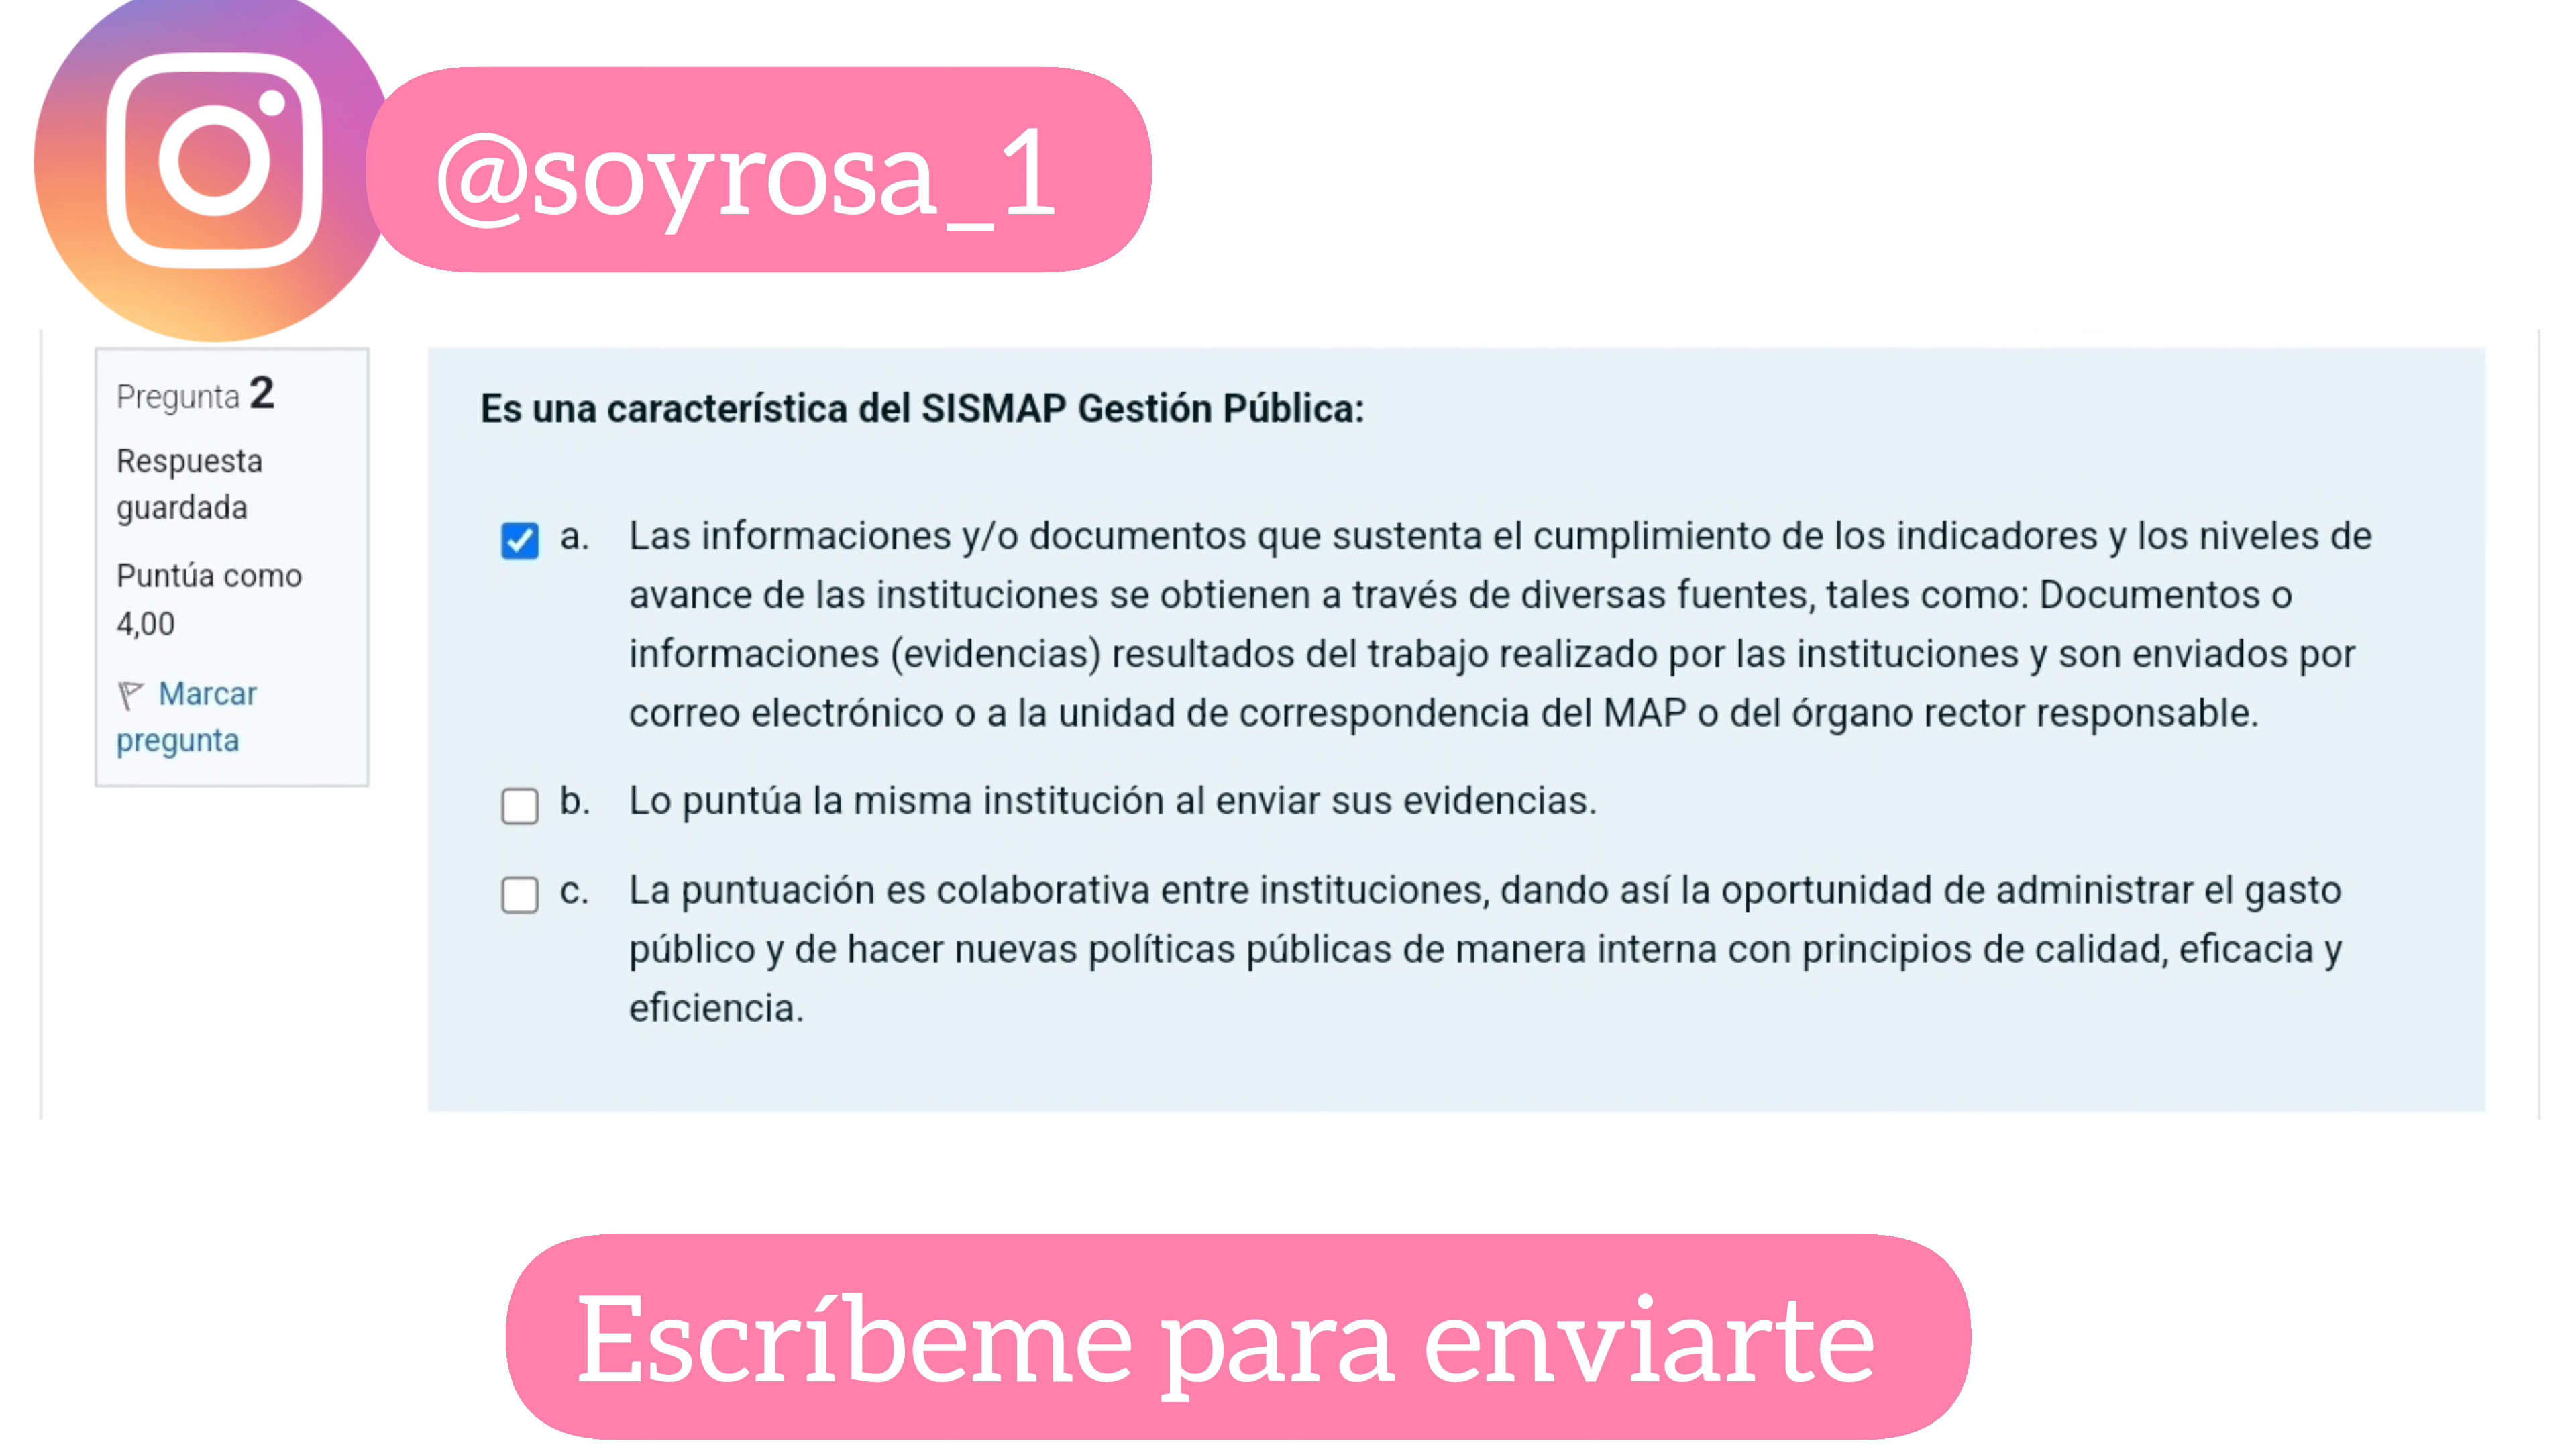 @soyrosa_1
Pregunta 2
Respuesta
guardada
Puntúa como
4,00
Marcar
pregunta
Es una característica del SISMAP Gestión Pública:
a. Las informaciones y/o documentos que sustenta el cumplimiento de los indicadores y los niveles de
avance de las instituciones se obtienen a través de diversas fuentes, tales como: Documentos o
informaciones (evidencias) resultados del trabajo realizado por las instituciones y son enviados por
correo electrónico o a la unidad de correspondencia del MAP o del órgano rector responsable.
b. Lo puntúa la misma institución al enviar sus evidencias.
c. La puntuación es colaborativa entre instituciones, dando así la oportunidad de administrar el gasto
público y de hacer nuevas políticas públicas de manera interna con principios de calidad, eficacia y
eficiencia.
Escríbeme para enviarte